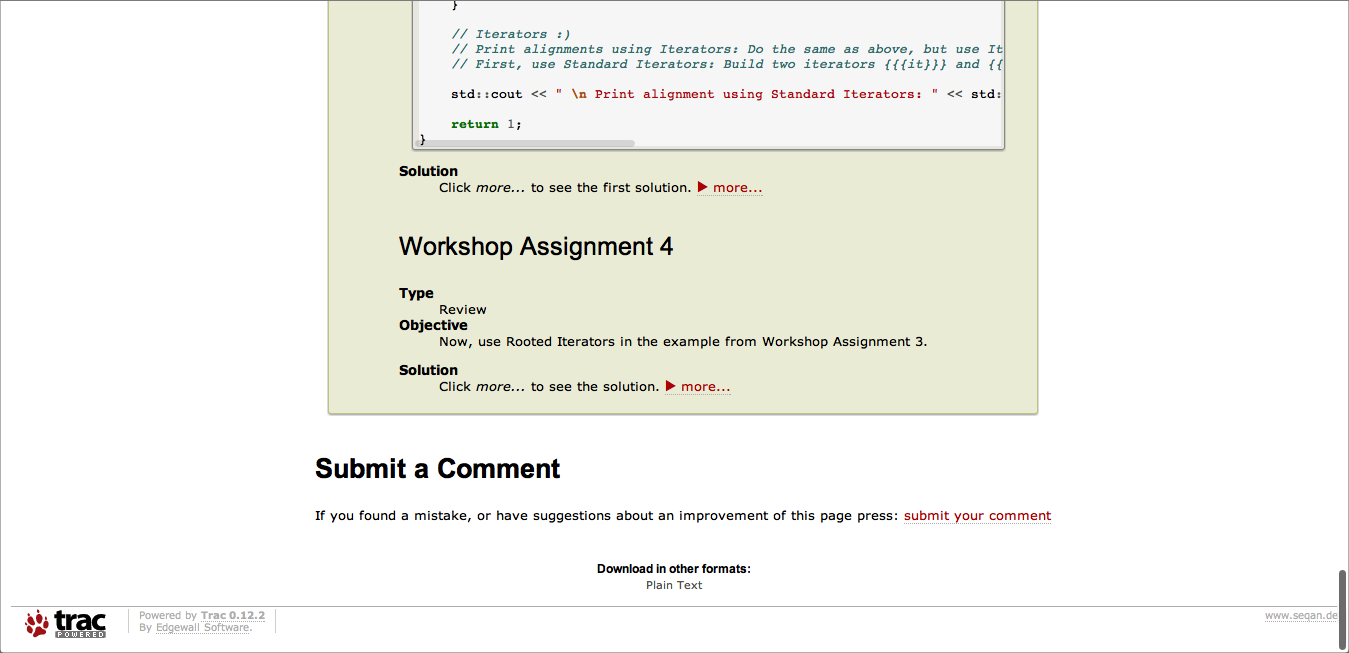 }
// Iterators :)
// Print alignments using Iterators: Do the same as above, but use It
// First, use Standard Iterators: Build two iterators {{{it}}} and {{
std::cout << " \n Print alignment using Standard Iterators: " << std:
return 1;
}
Solution
Click more... to see the first solution. ▶ more...
Workshop Assignment 4
Type
Review
Objective
Now, use Rooted Iterators in the example from Workshop Assignment 3.
Solution
Click more... to see the solution. ▶ more...
Submit a Comment
If you found a mistake, or have suggestions about an improvement of this page press: submit your comment
Download in other formats:
Plain Text
trac
POWERED
Powered by Trac 0.12.2
By Edgewall Software.
www.seqan.de